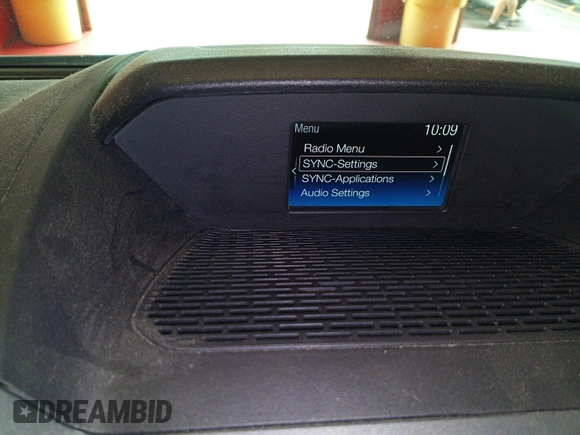 Menu 10:09
Radio Menu >
SYNC-Settings >
< SYNC-Applications >
Audio Settings >
DREAMBID